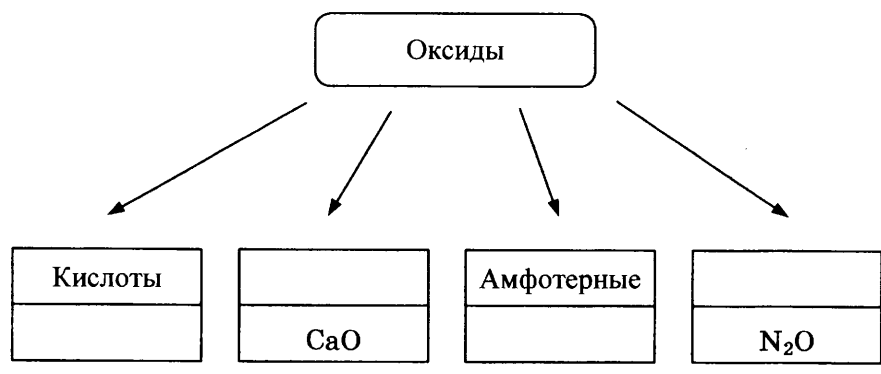 Оксиды
Кислоты
Амфотерные
CaO
N₂O